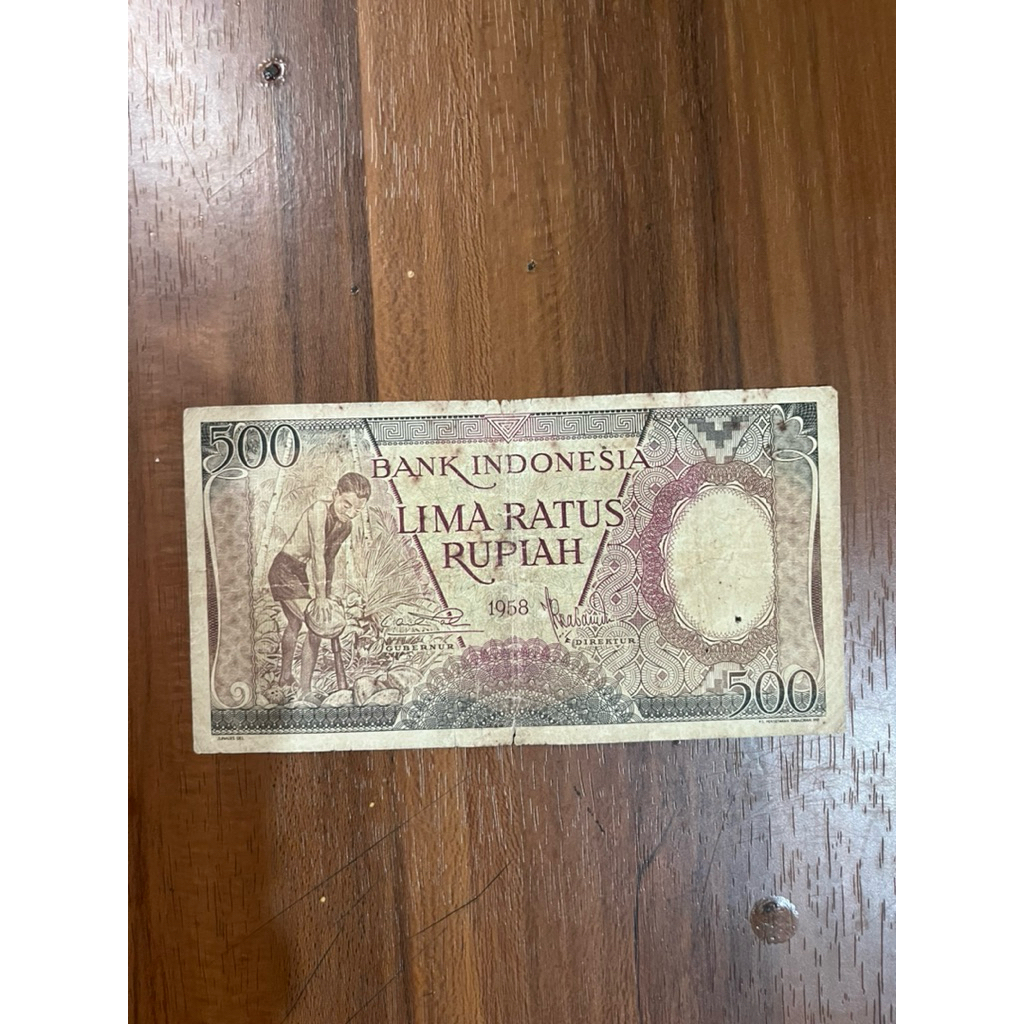 500
BANK INDONESIA
LIMA RATUS
RUPIAH
1958
GUBERNUR
DIREKTUR
500